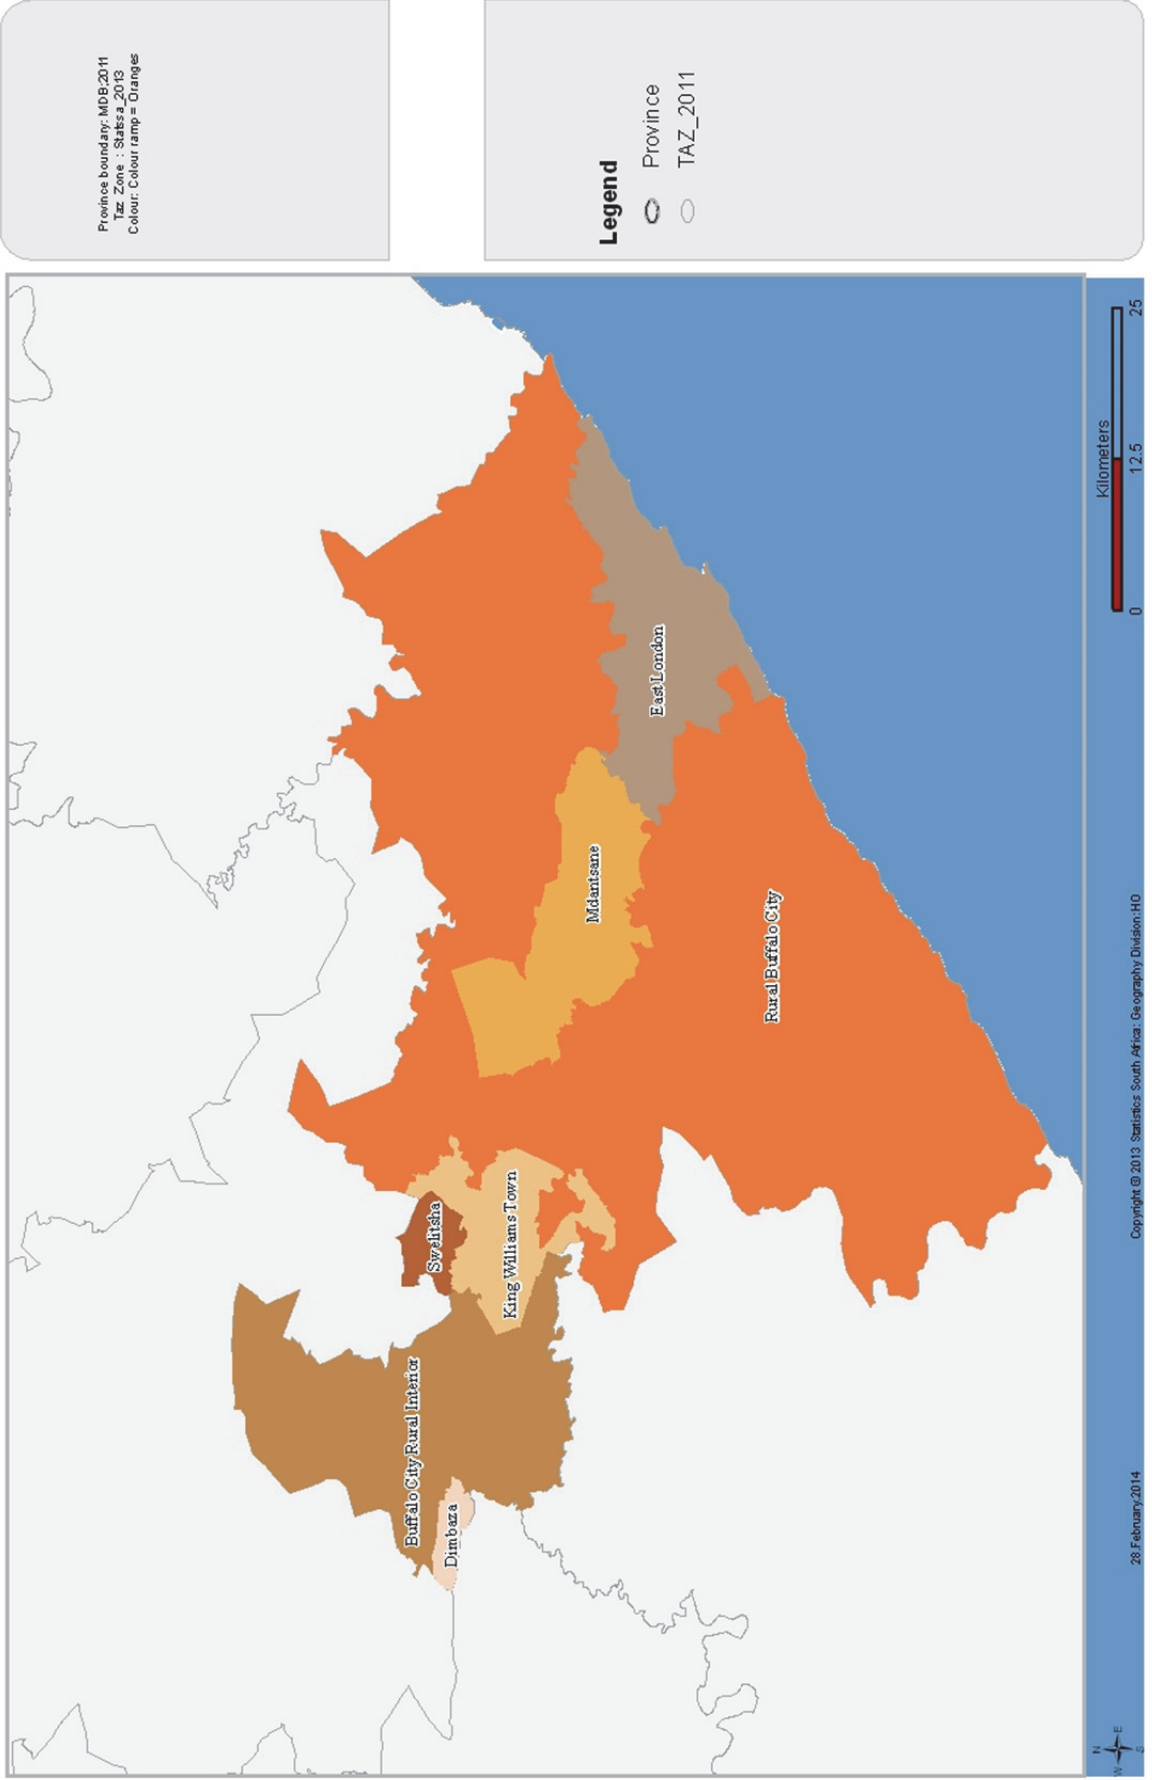 Province boundary: MDB:2011
Taz Zone : Statssa_2013
Colour: Colour ramp = Oranges
Legend
Province
TAZ_2011
Swelitsha
Buffalo City Rural Interior
Dimbaza
King Williams Town
Mdantsane
East London
Rural Buffalo City
Kilometers
0 12.5 25
N
W E
S
28.February.2014
Copyright @ 2013 Statistics South Africa: Geography Division:HO